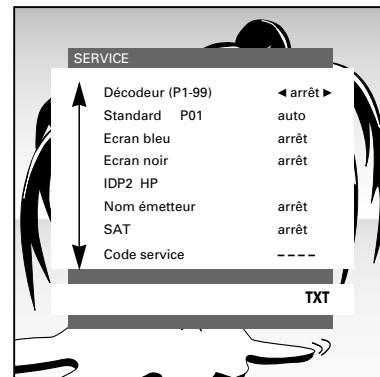 SERVICE
Décodeur (P1-99) ◄ arrêt ►
Standard P01 auto
Ecran bleu arrêt
Ecran noir arrêt
IDP2 HP
Nom émetteur arrêt
SAT arrêt
Code service – – – –
TXT